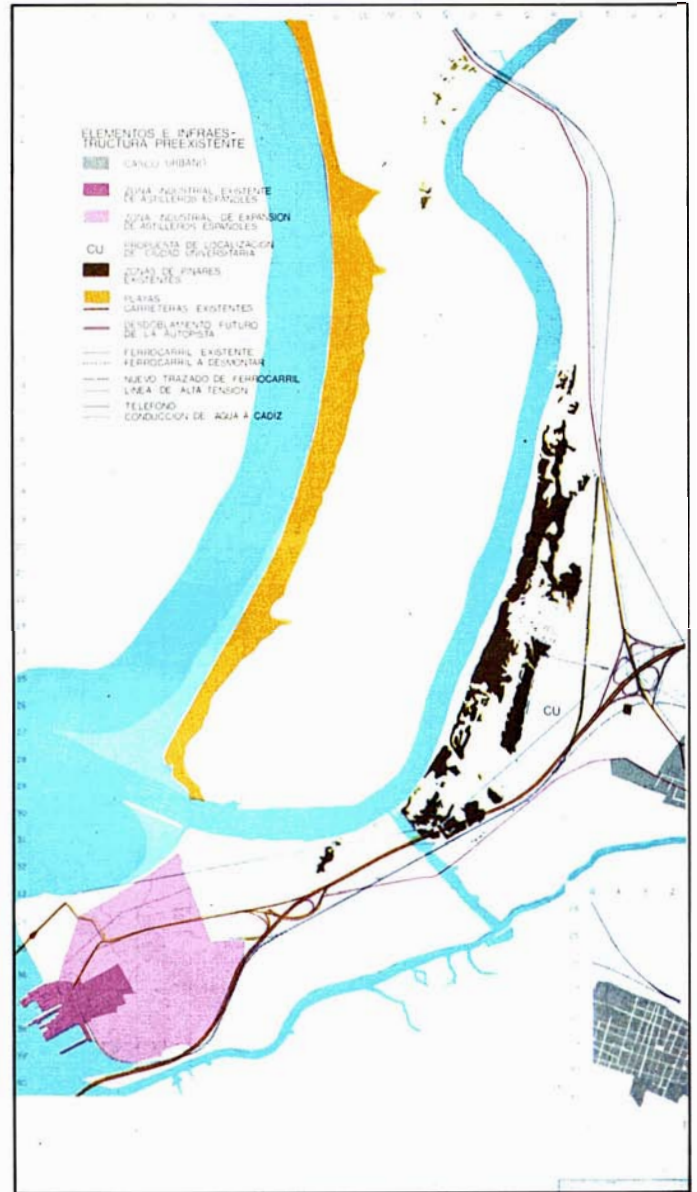 ELEMENTOS E INFRAES-
TRUCTURA PREEXISTENTE
CASCO URBANO
ZONA INDUSTRIAL EXISTENTE
DE ASTILLEROS ESPAÑOLES
ZONA INDUSTRIAL DE EXPANSION
DE ASTILLEROS ESPAÑOLES
CU PROPUESTA DE LOCALIZACION
DE CIUDAD UNIVERSITARIA
ZONAS DE PINARES
EXISTENTES
PLAYAS
CARRETERAS EXISTENTES
DESDOBLAMIENTO FUTURO
DE LA AUTOPISTA
FERROCARRIL EXISTENTE
FERROCARRIL A DESMONTAR
NUEVO TRAZADO DE FERROCARRIL
LINEA DE ALTA TENSION
TELEFONO
CONDUCCION DE AGUA A CADIZ
CU